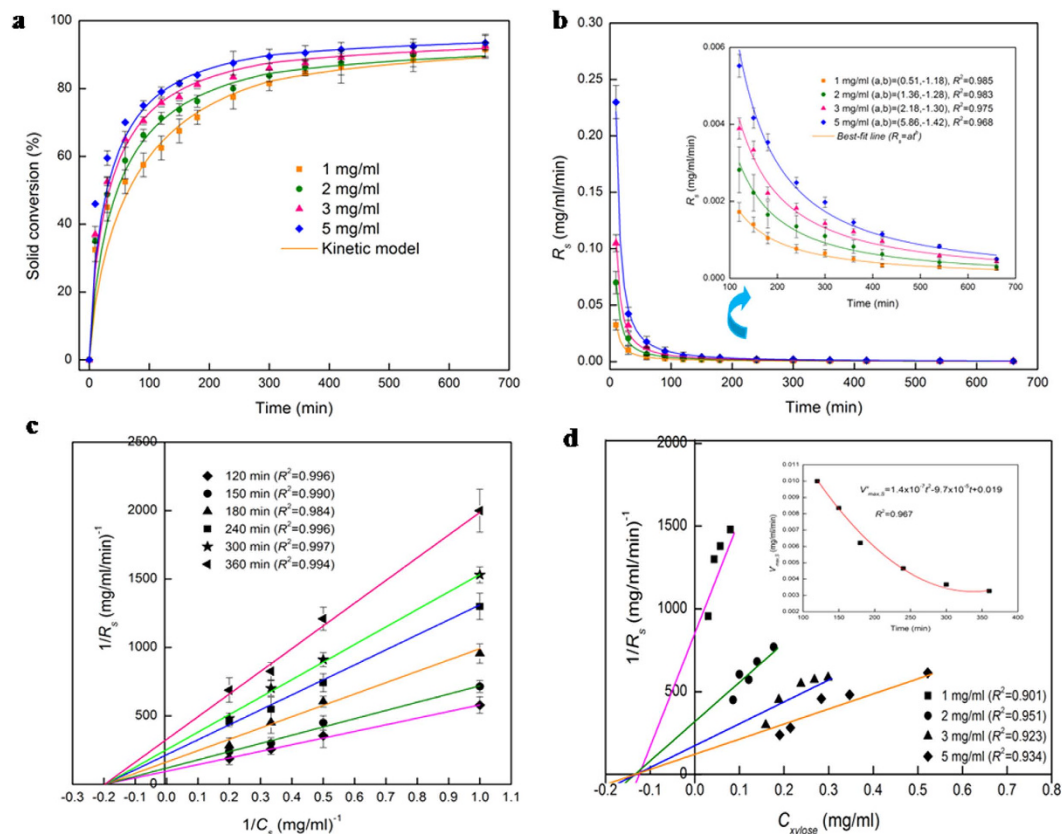 a
100
80
60
40
20
0
Solid conversion (%)
1 mg/ml
2 mg/ml
3 mg/ml
5 mg/ml
Kinetic model
0 100 200 300 400 500 600 700
Time (min)
b
0.30
0.25
0.20
0.15
0.10
0.05
0.00
Rs (mg/ml/min)
0.006
0.004
0.002
0.000
Rs (mg/ml/min)
1 mg/ml (a,b)=(0.51,-1.18), R²=0.985
2 mg/ml (a,b)=(1.36,-1.28), R²=0.983
3 mg/ml (a,b)=(2.18,-1.30), R²=0.975
5 mg/ml (a,b)=(5.86,-1.42), R²=0.968
Best-fit line (Rs=atᵇ)
100 200 300 400 500 600 700
Time (min)
0 100 200 300 400 500 600 700
Time (min)
c
2500
2000
1500
1000
500
0
1/Rs (mg/ml/min)⁻¹
120 min (R²=0.996)
150 min (R²=0.990)
180 min (R²=0.984)
240 min (R²=0.996)
300 min (R²=0.997)
360 min (R²=0.994)
-0.3 -0.2 -0.1 0.0 0.1 0.2 0.3 0.4 0.5 0.6 0.7 0.8 0.9 1.0 1.1
1/Cs (mg/ml)⁻¹
d
2000
1500
1000
500
0
1/Rs (mg/ml/min)⁻¹
0.011
0.010
0.009
0.008
0.007
0.006
0.005
0.004
0.003
0.002
(mg/ml/min)
=1.4x10⁻⁷t²-9.7x10⁻⁵t+0.019
R²=0.967
100 150 200 250 300 350 400
Time (min)
1 mg/ml (R²=0.901)
2 mg/ml (R²=0.951)
3 mg/ml (R²=0.923)
5 mg/ml (R²=0.934)
-0.2 -0.1 0.0 0.1 0.2 0.3 0.4 0.5 0.6 0.7 0.8
Cxylose (mg/ml)